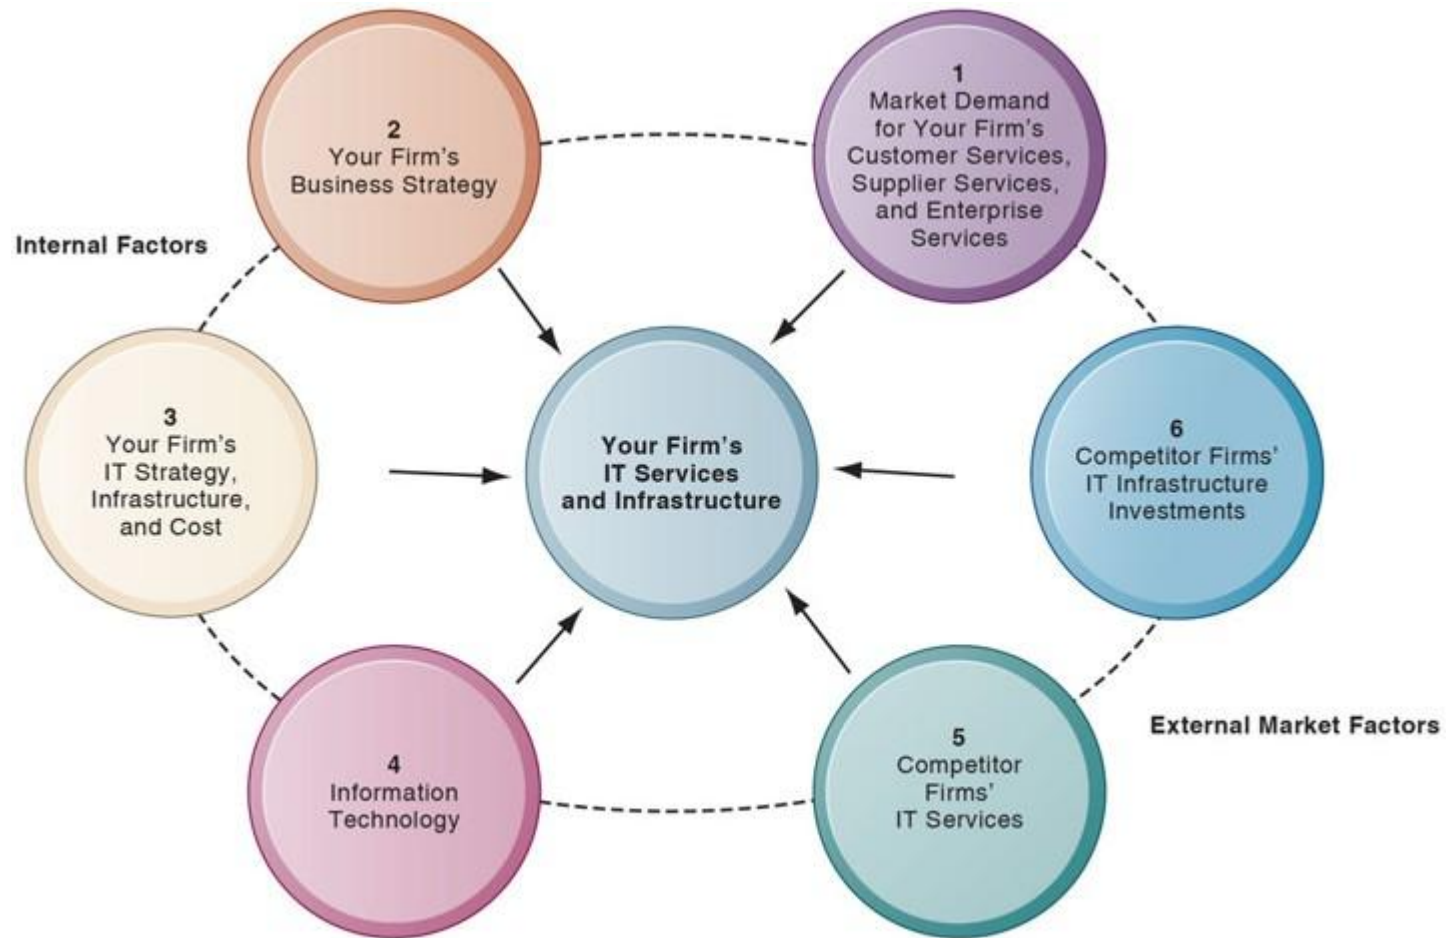 1
Market Demand
for Your Firm's
Customer Services,
Supplier Services,
and Enterprise
Services
2
Your Firm's
Business Strategy
Internal Factors
3
Your Firm's
IT Strategy,
Infrastructure,
and Cost
Your Firm's
IT Services
and Infrastructure
6
Competitor Firms'
IT Infrastructure
Investments
4
Information
Technology
5
Competitor
Firms'
IT Services
External Market Factors